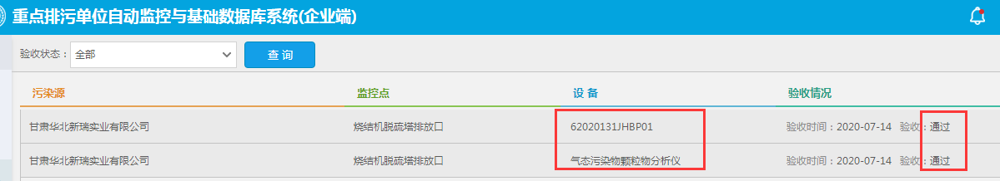 重点排污单位自动监控与基础数据库系统(企业端)
验收状态： 全部 查 询
污染源 监控点 设 备 验收情况
甘肃华北新瑞实业有限公司 烧结机脱硫塔排放口 62020131JHBP01 验收时间：2020-07-14 验收：通过
甘肃华北新瑞实业有限公司 烧结机脱硫塔排放口 气态污染物颗粒物分析仪 验收时间：2020-07-14 验收：通过